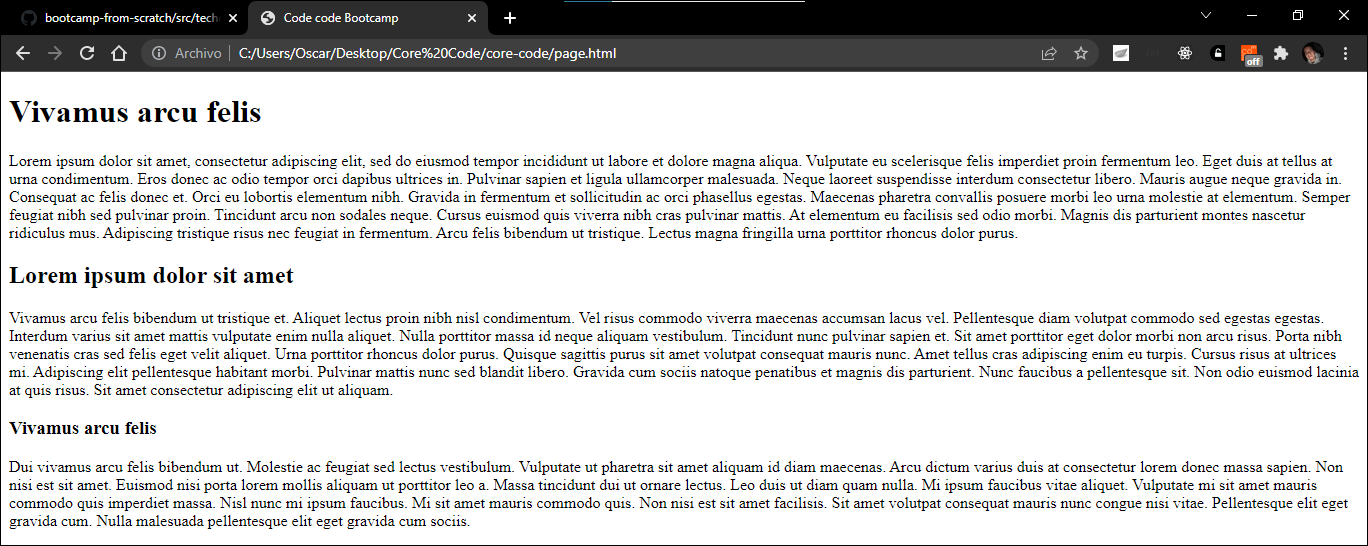 bootcamp-from-scratch/src/tech
Code code Bootcamp
Archivo
C:/Users/Oscar/Desktop/Core%20Code/core-code/page.html
off
Vivamus arcu felis
Lorem ipsum dolor sit amet, consectetur adipiscing elit, sed do eiusmod tempor incididunt ut labore et dolore magna aliqua. Vulputate eu scelerisque felis imperdiet proin fermentum leo. Eget duis at tellus at
urna condimentum. Eros donec ac odio tempor orci dapibus ultrices in. Pulvinar sapien et ligula ullamcorper malesuada. Neque laoreet suspendisse interdum consectetur libero. Mauris augue neque gravida in.
Consequat ac felis donec et. Orci eu lobortis elementum nibh. Gravida in fermentum et sollicitudin ac orci phasellus egestas. Maecenas pharetra convallis posuere morbi leo urna molestie at elementum. Semper
feugiat nibh sed pulvinar proin. Tincidunt arcu non sodales neque. Cursus euismod quis viverra nibh cras pulvinar mattis. At elementum eu facilisis sed odio morbi. Magnis dis parturient montes nascetur
ridiculus mus. Adipiscing tristique risus nec feugiat in fermentum. Arcu felis bibendum ut tristique. Lectus magna fringilla urna porttitor rhoncus dolor purus.
Lorem ipsum dolor sit amet
Vivamus arcu felis bibendum ut tristique et. Aliquet lectus proin nibh nisl condimentum. Vel risus commodo viverra maecenas accumsan lacus vel. Pellentesque diam volutpat commodo sed egestas egestas.
Interdum varius sit amet mattis vulputate enim nulla aliquet. Nulla porttitor massa id neque aliquam vestibulum. Tincidunt nunc pulvinar sapien et. Sit amet porttitor eget dolor morbi non arcu risus. Porta nibh
venenatis cras sed felis eget velit aliquet. Urna porttitor rhoncus dolor purus. Quisque sagittis purus sit amet volutpat consequat mauris nunc. Amet tellus cras adipiscing enim eu turpis. Cursus risus at ultrices
mi. Adipiscing elit pellentesque habitant morbi. Pulvinar mattis nunc sed blandit libero. Gravida cum sociis natoque penatibus et magnis dis parturient. Nunc faucibus a pellentesque sit. Non odio euismod lacinia
at quis risus. Sit amet consectetur adipiscing elit ut aliquam.
Vivamus arcu felis
Dui vivamus arcu felis bibendum ut. Molestie ac feugiat sed lectus vestibulum. Vulputate ut pharetra sit amet aliquam id diam maecenas. Arcu dictum varius duis at consectetur lorem donec massa sapien. Non
nisi est sit amet. Euismod nisi porta lorem mollis aliquam ut porttitor leo a. Massa tincidunt dui ut ornare lectus. Leo duis ut diam quam nulla. Mi ipsum faucibus vitae aliquet. Vulputate mi sit amet mauris
commodo quis imperdiet massa. Nisl nunc mi ipsum faucibus. Mi sit amet mauris commodo quis. Non nisi est sit amet facilisis. Sit amet volutpat consequat mauris nunc congue nisi vitae. Pellentesque elit eget
gravida cum. Nulla malesuada pellentesque elit eget gravida cum sociis.